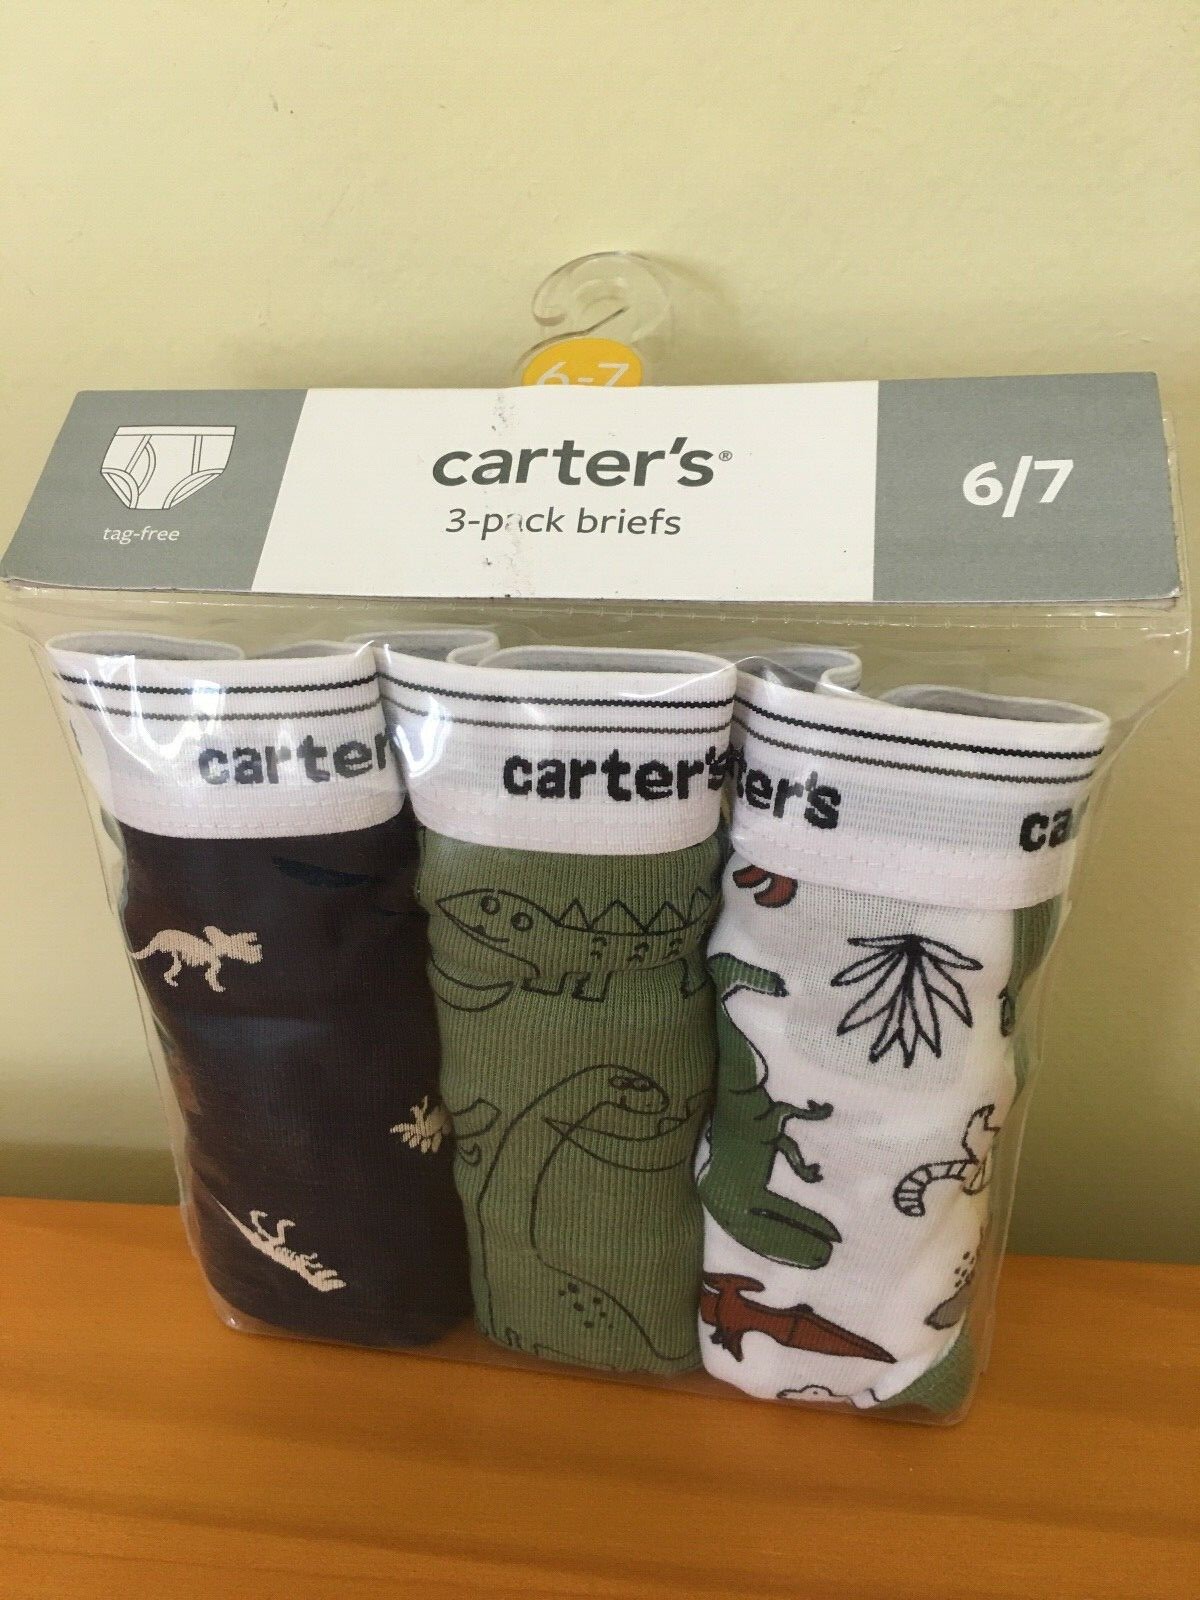 6-7
carter's®
3-pack briefs
tag-free
6/7
carter
carter's
ter's
ca